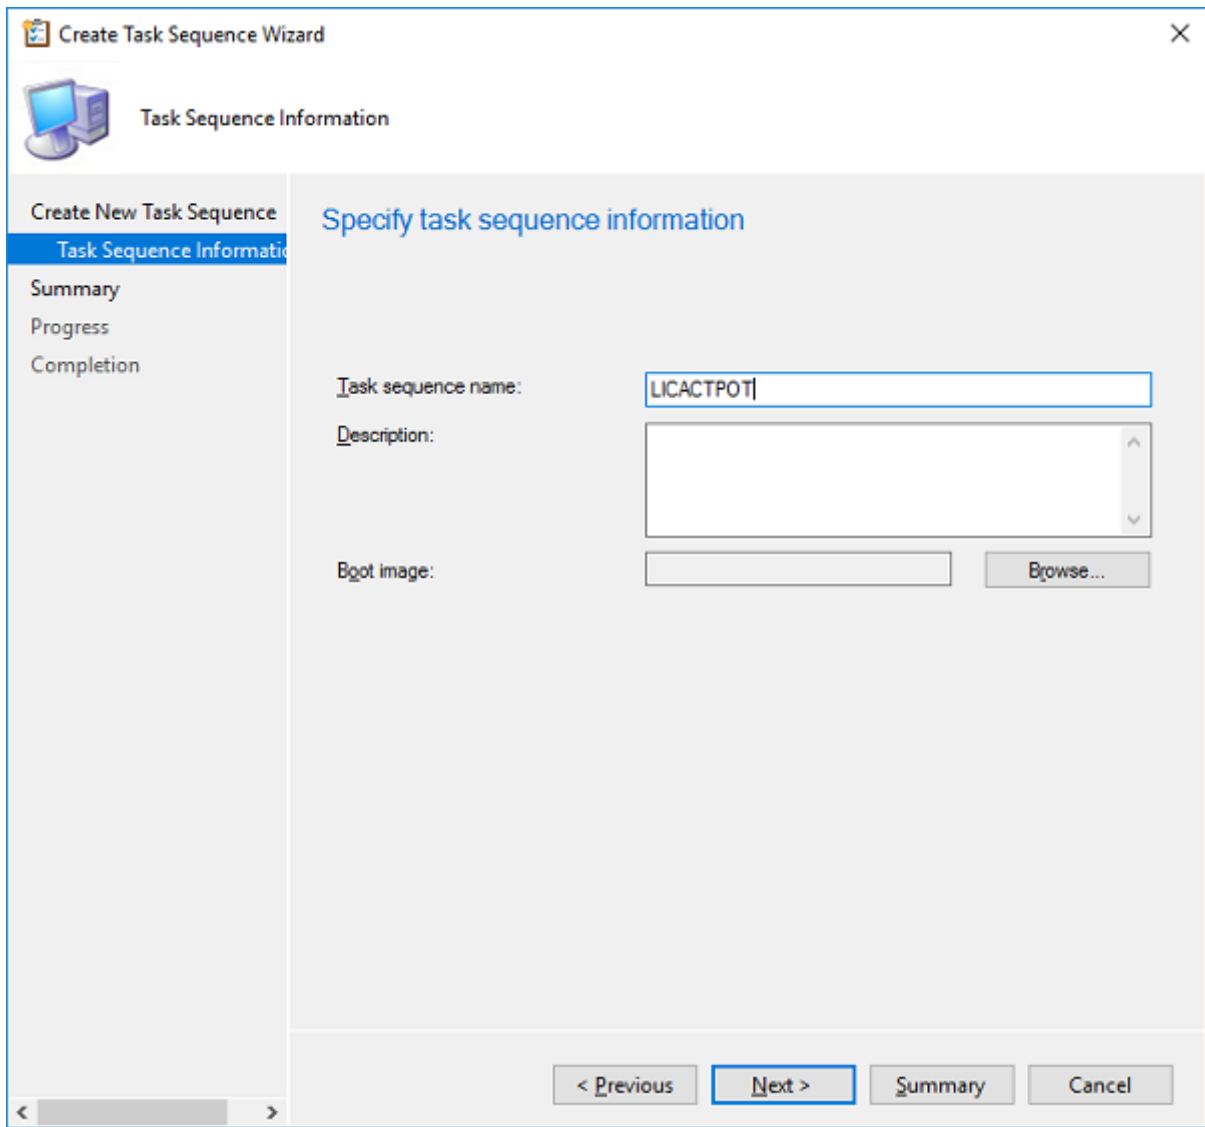 Create Task Sequence Wizard
Task Sequence Information
Create New Task Sequence
Task Sequence Informatio
Summary
Progress
Completion
Specify task sequence information
Task sequence name: LICACTPOT
Description:
Boot image: Browse...
< Previous Next > Summary Cancel